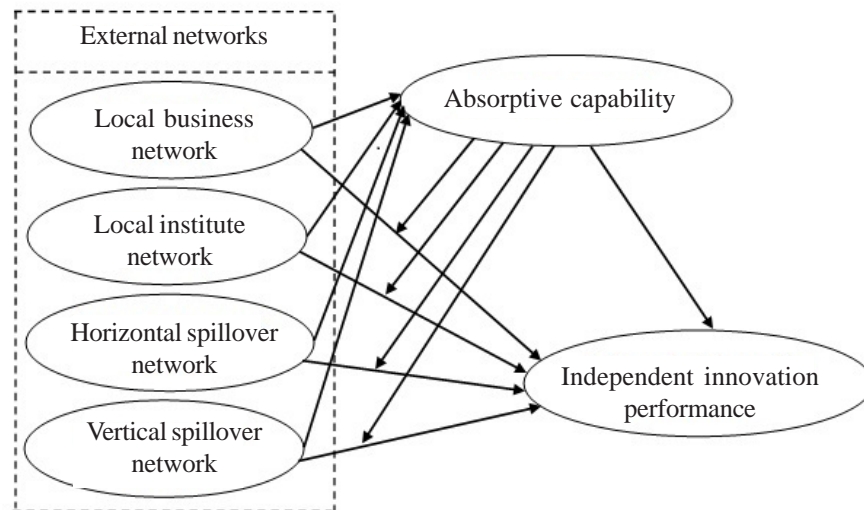 External networks
Absorptive capability
Local business
network
Local institute
network
Horizontal spillover
network
Independent innovation
performance
Vertical spillover
network